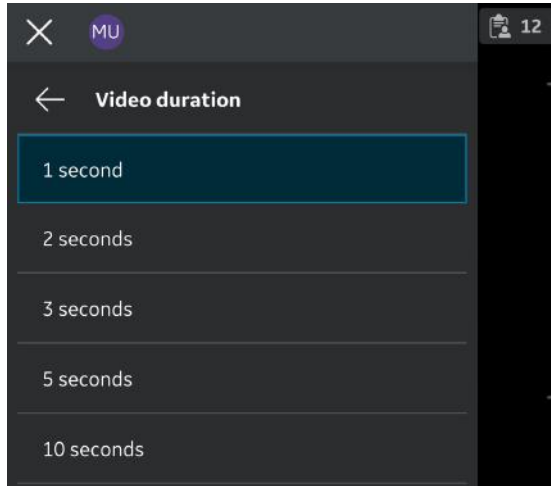 MU
12
Video duration
1 second
2 seconds
3 seconds
5 seconds
10 seconds